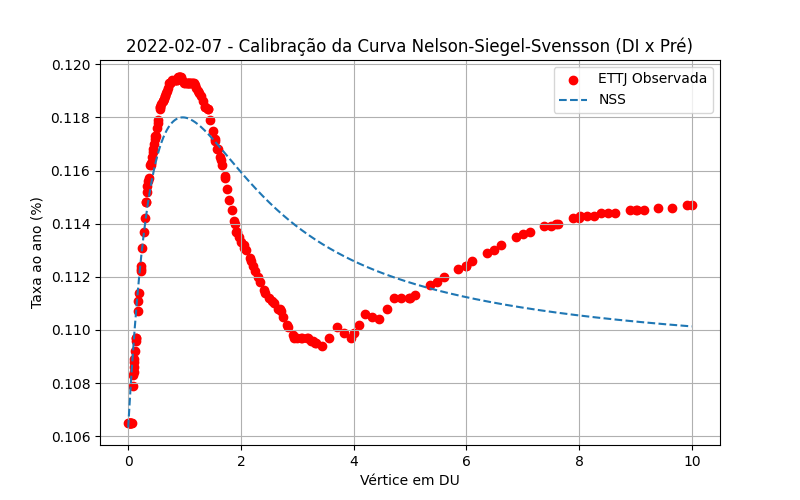 2022-02-07 - Calibração da Curva Nelson-Siegel-Svensson (DI x Pré)
ETTJ Observada
NSS
Taxa ao ano (%)
0.120
0.118
0.116
0.114
0.112
0.110
0.108
0.106
0 2 4 6 8 10
Vértice em DU